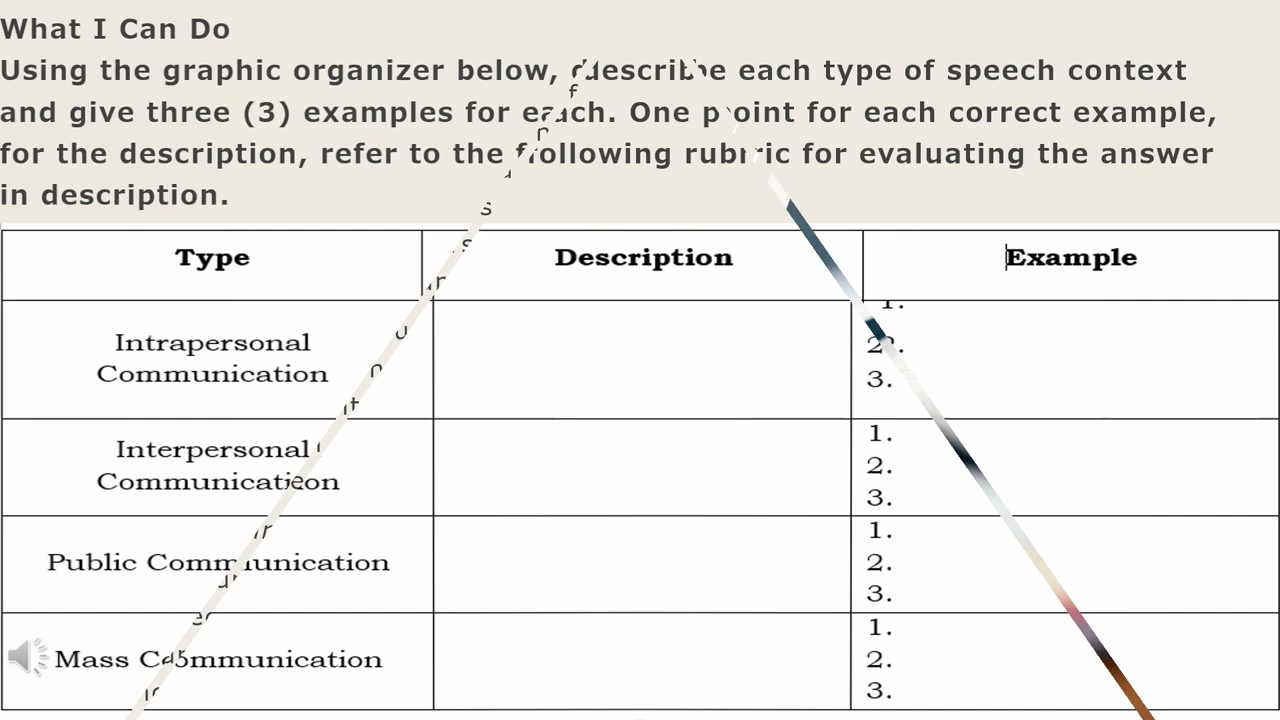 What I Can Do
Using the graphic organizer below, describe each type of speech context
and give three (3) examples for each. One point for each correct example,
for the description, refer to the following rubric for evaluating the answer
in description.
Type Description Example
Intrapersonal
Communication
1.
2.
3.
Interpersonal
Communication
1.
2.
3.
Public Communication
1.
2.
3.
Mass Communication
1.
2.
3.